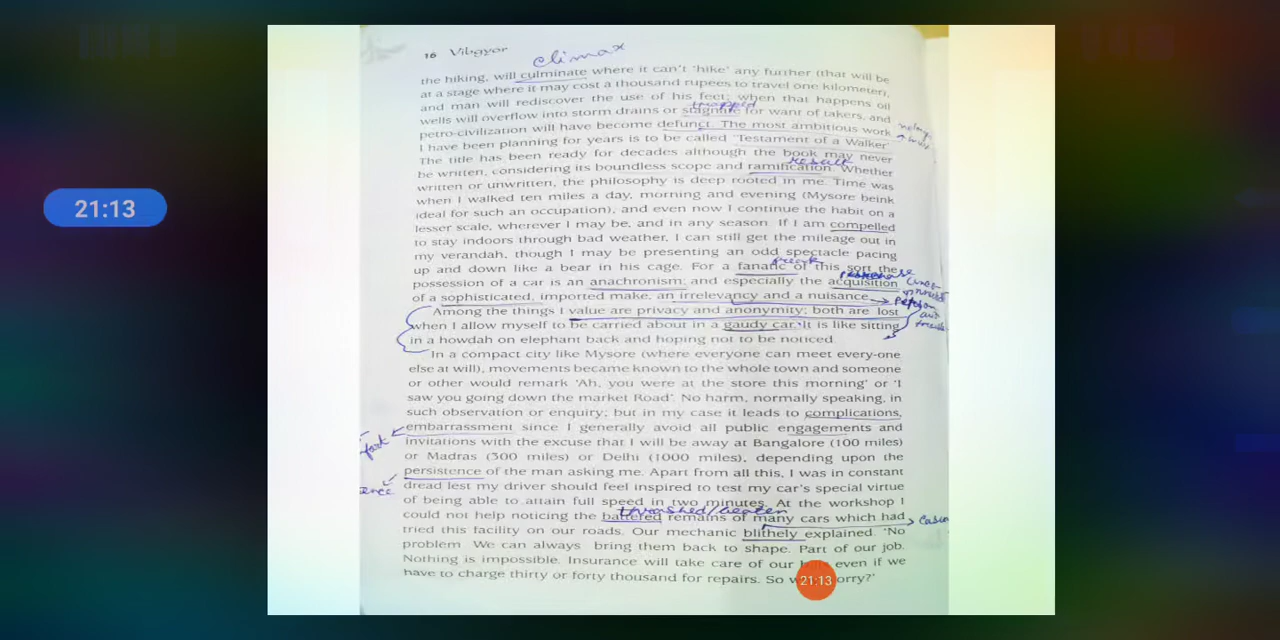 16 Vibgyor
climax
the hiking, will culminate where it can't 'hike' any further (that will be
at a stage where it may cost a thousand rupees to travel one kilometer),
and man will rediscover the use of his feet; when that happens oil
trapped
wells will overflow into storm drains or stagnate for want of takers, and
petro-civilization will have become defunct. The most ambitious work
I have been planning for years is to be called 'Testament of a Walker'
The title has been ready for decades although the book may never
result
be written, considering its boundless scope and ramification. Whether
written or unwritten, the philosophy is deep rooted in me. Time was
when I walked ten miles a day, morning and evening (Mysore beink
ideal for such an occupation), and even now I continue the habit on a
lesser scale, wherever I may be, and in any season. If I am compelled
to stay indoors through bad weather, I can still get the mileage out in
my verandah, though I may be presenting an odd spectacle pacing
freak
up and down like a bear in his cage. For a fanatic of this sort the
possession of a car is an anachronism; and especially the acquisition
of a sophisticated, imported make, an irrelevancy and a nuisance
Among the things I value are privacy and anonymity; both are lost
when I allow myself to be carried about in a gaudy car. It is like sitting
in a howdah on elephant back and hoping not to be noticed.
In a compact city like Mysore (where everyone can meet every-one
else at will), movements became known to the whole town and someone
or other would remark 'Ah, you were at the store this morning' or 'I
saw you going down the market Road'. No harm, normally speaking, in
such observation or enquiry; but in my case it leads to complications,
embarrassment since I generally avoid all public engagements and
invitations with the excuse that I will be away at Bangalore (100 miles)
or Madras (300 miles) or Delhi (1000 miles), depending upon the
persistence of the man asking me. Apart from all this, I was in constant
dread lest my driver should feel inspired to test my car's special virtue
of being able to attain full speed in two minutes. At the workshop I
thrashed/beaten
could not help noticing the battered remains of many cars which had
tried this facility on our roads. Our mechanic blithely explained. 'No
problem. We can always bring them back to shape. Part of our job.
Nothing is impossible. Insurance will take care of our even if we
have to charge thirty or forty thousand for repairs. So
21:13
21:13